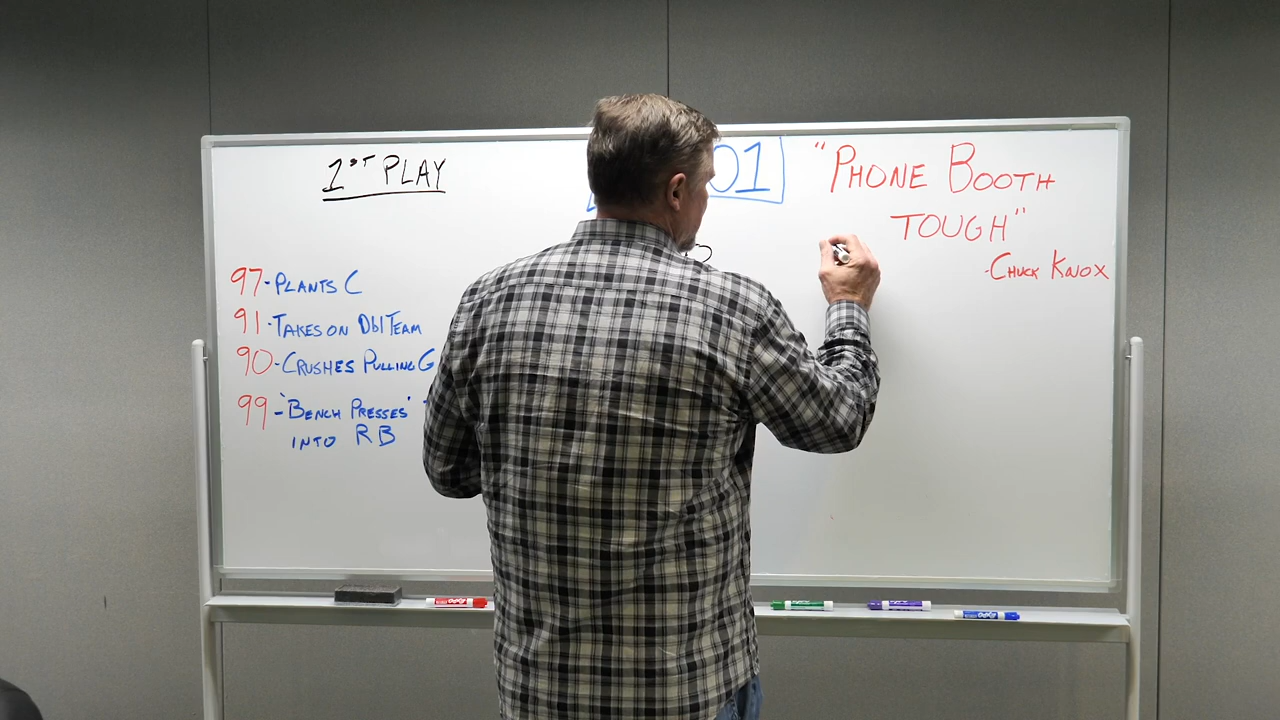 1ST PLAY
01
"PHONE BOOTH
TOUGH"
-CHUCK KNOX
97-PLANTS C
91-TAKES ON Dbl TEAM
90-CRUSHES PULLING G
99-'BENCH PRESSES'
INTO RB